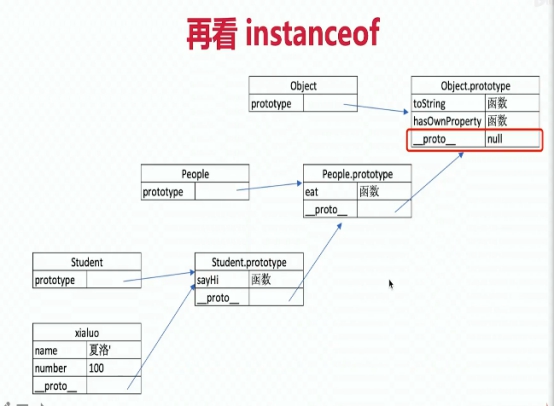 再看 instanceof
Object
prototype
Object.prototype
toString 函数
hasOwnProperty 函数
__proto__ null
People
prototype
People.prototype
eat 函数
__proto__
Student
prototype
Student.prototype
sayHi 函数
__proto__
xialuo
name 夏洛'
number 100
__proto__